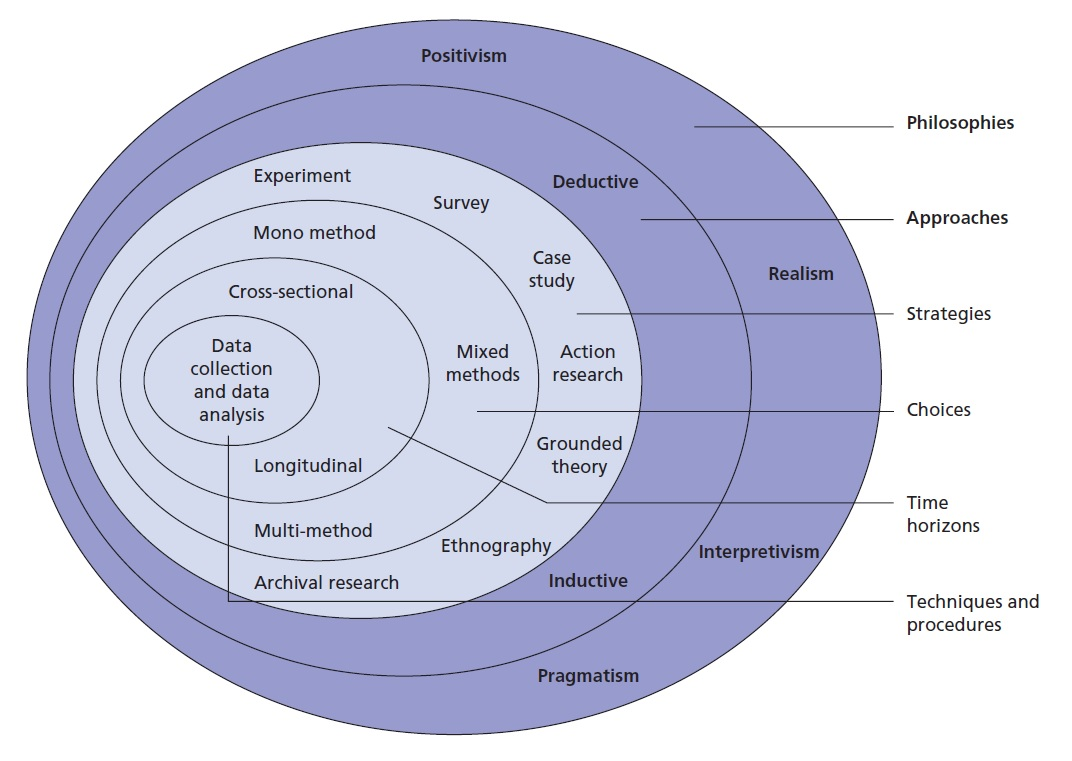 Positivism
Philosophies
Experiment
Deductive
Survey
Approaches
Mono method
Case
study
Realism
Cross-sectional
Strategies
Data
collection
and data
analysis
Mixed
methods
Action
research
Choices
Grounded
theory
Longitudinal
Time
horizons
Multi-method
Ethnography
Interpretivism
Archival research
Inductive
Techniques and
procedures
Pragmatism